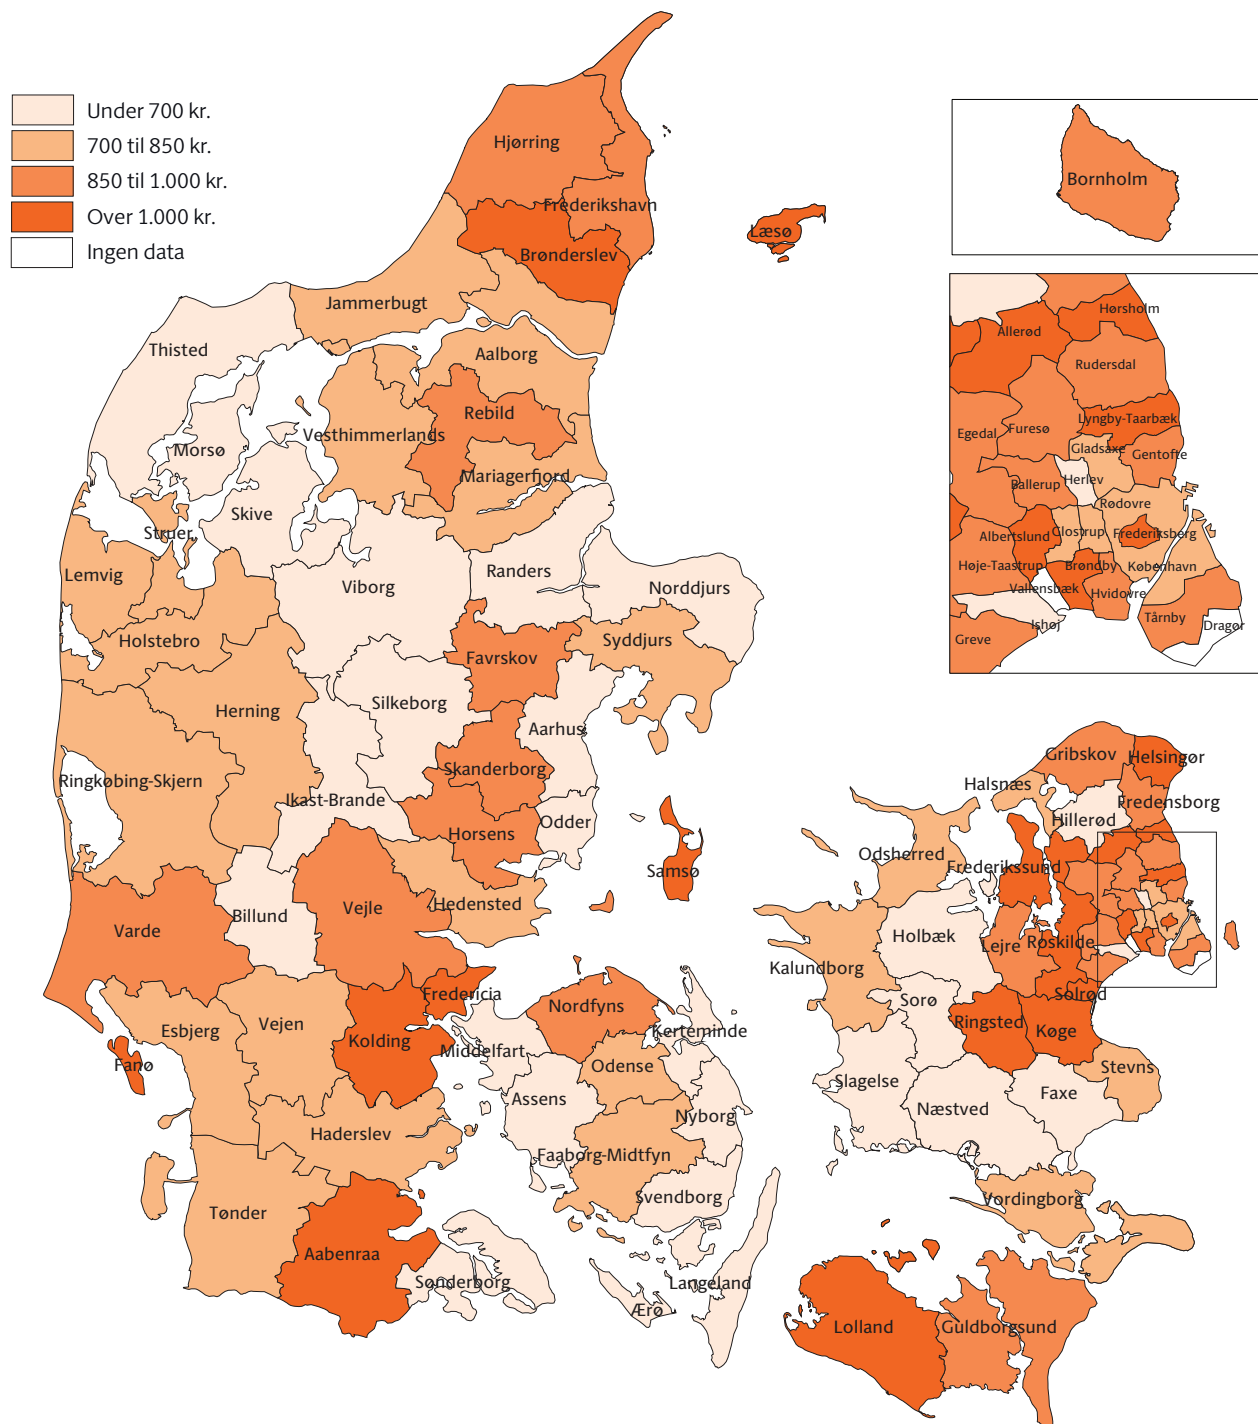 Under 700 kr.
700 til 850 kr.
850 til 1.000 kr.
Over 1.000 kr.
Ingen data
Hjørring
Frederikshavn
Brønderslev
Læsø
Jammerbugt
Thisted
Aalborg
Rebild
Vesthimmerlands
Morsø
Mariagerfjord
Skive
Struer
Lemvig
Viborg
Randers
Norddjurs
Holstebro
Syddjurs
Favrskov
Silkeborg
Herning
Aarhus
Skanderborg
Ringkøbing-Skjern
Ikast-Brande
Odder
Horsens
Samsø
Hedensted
Billund
Vejle
Varde
Fredericia
Nordfyns
Esbjerg
Vejen
Kolding
Kerteminde
Middelfart
Fanø
Odense
Assens
Nyborg
Haderslev
Faaborg-Midtfyn
Svendborg
Tønder
Aabenraa
Sønderborg
Langeland
Ærø
Bornholm
Hørsholm
Allerød
Rudersdal
Lyngby-Taarbæk
Egedal
Furesø
Gladsaxe
Gentofte
Ballerup
Herlev
Rødovre
Albertslund
Glostrup
Frederiksberg
Høje-Taastrup
Brøndby
København
Vallensbæk
Hvidovre
Ishøj
Tårnby
Dragør
Greve
Gribskov
Helsingør
Halsnæs
Fredensborg
Hillerød
Odsherred
Frederikssund
Holbæk
Lejre
Roskilde
Kalundborg
Solrød
Sorø
Ringsted
Køge
Stevns
Slagelse
Faxe
Næstved
Vordingborg
Lolland
Guldborgsund